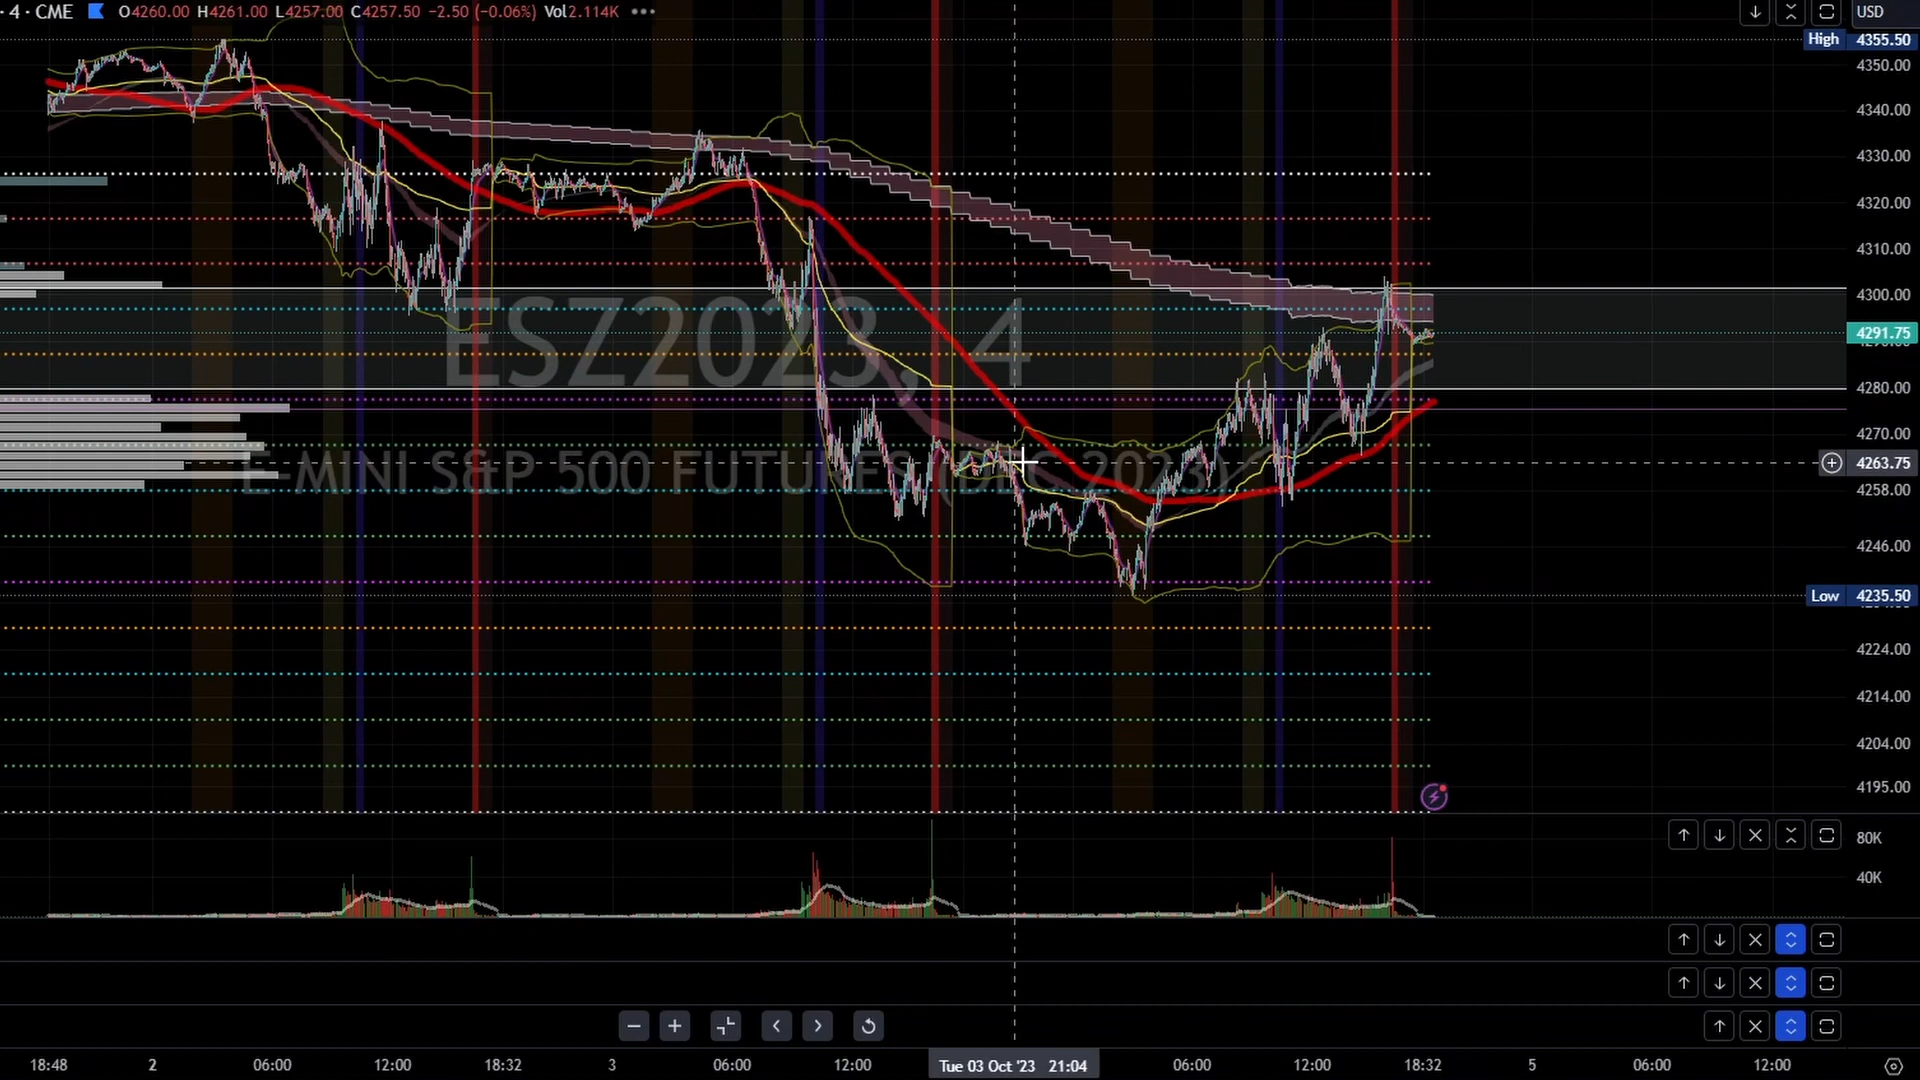 · 4 · CME O4260.00 H4261.00 L4257.00 C4257.50 −2.50 (−0.06%) Vol2.114K
USD
High 4355.50
4350.00
4340.00
4330.00
4320.00
4310.00
4300.00
ESZ2023, 4
4291.75
4280.00
4270.00
E-MINI S&P 500 FUTURES (DEC 2023)
4263.75
4258.00
4246.00
Low 4235.50
4224.00
4214.00
4204.00
4195.00
80K
40K
18:48 2 06:00 12:00 18:32 3 06:00 12:00 Tue 03 Oct '23 21:04 06:00 12:00 18:32 5 06:00 12:00